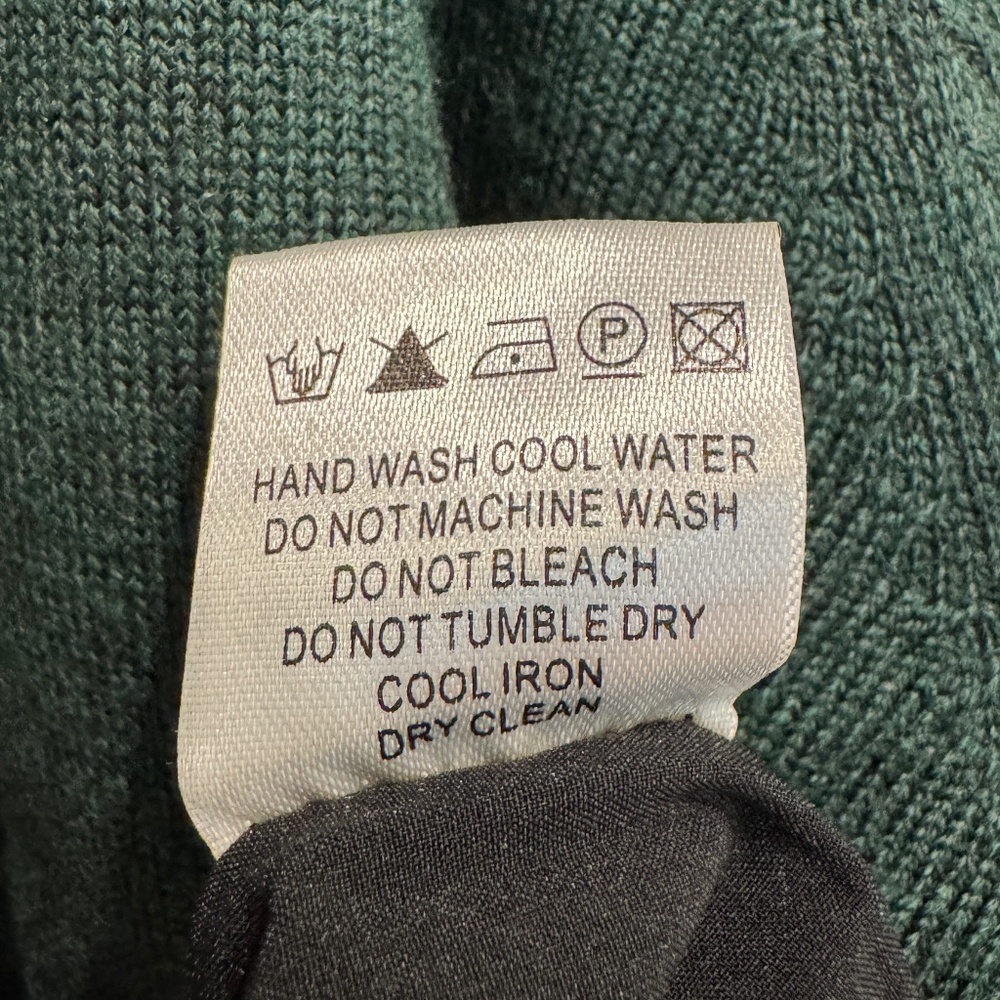 P
HAND WASH COOL WATER
DO NOT MACHINE WASH
DO NOT BLEACH
DO NOT TUMBLE DRY
COOL IRON
DRY CLEAN